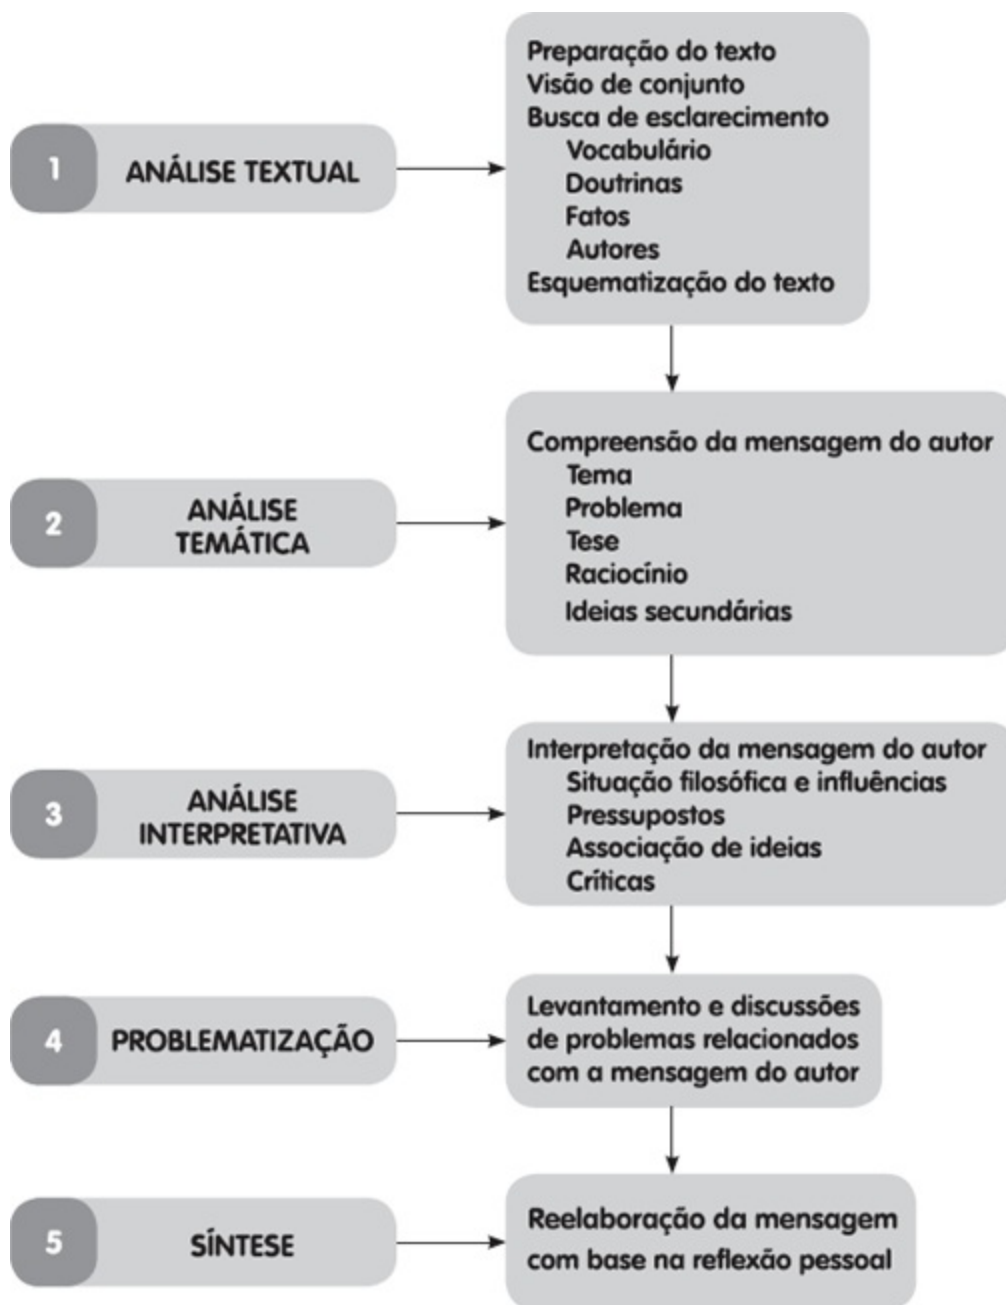 1
ANÁLISE TEXTUAL
Preparação do texto
Visão de conjunto
Busca de esclarecimento
Vocabulário
Doutrinas
Fatos
Autores
Esquematização do texto
2
ANÁLISE
TEMÁTICA
Compreensão da mensagem do autor
Tema
Problema
Tese
Raciocínio
Ideias secundárias
3
ANÁLISE
INTERPRETATIVA
Interpretação da mensagem do autor
Situação filosófica e influências
Pressupostos
Associação de ideias
Críticas
4
PROBLEMATIZAÇÃO
Levantamento e discussões
de problemas relacionados
com a mensagem do autor
5
SÍNTESE
Reelaboração da mensagem
com base na reflexão pessoal